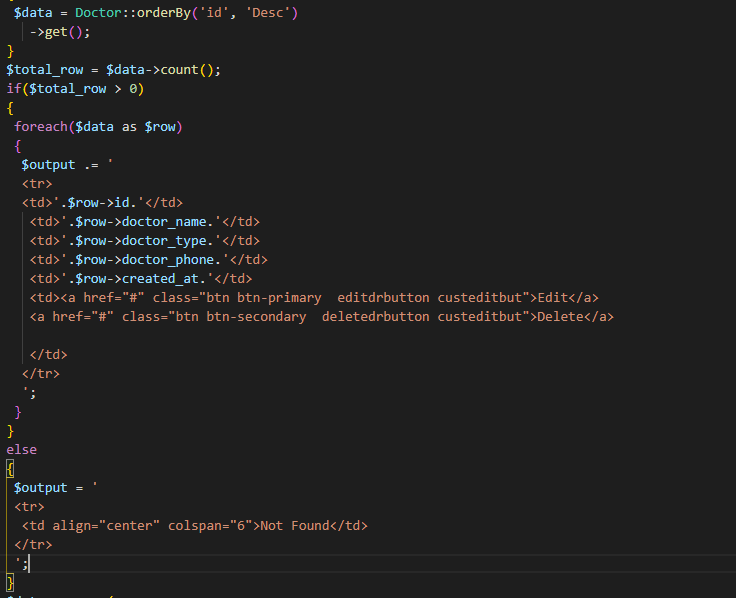 $data = Doctor::orderBy('id', 'Desc')
->get();
}
$total_row = $data->count();
if($total_row > 0)
{
foreach($data as $row)
{
$output .= '
<tr>
<td>'.$row->id.'</td>
<td>'.$row->doctor_name.'</td>
<td>'.$row->doctor_type.'</td>
<td>'.$row->doctor_phone.'</td>
<td>'.$row->created_at.'</td>
<td><a href="#" class="btn btn-primary  editdrbutton custeditbut">Edit</a>
<a href="#" class="btn btn-secondary  deletedrbutton custeditbut">Delete</a>
</td>
</tr>
';
}
}
else
{
$output = '
<tr>
<td align="center" colspan="6">Not Found</td>
</tr>
';
}